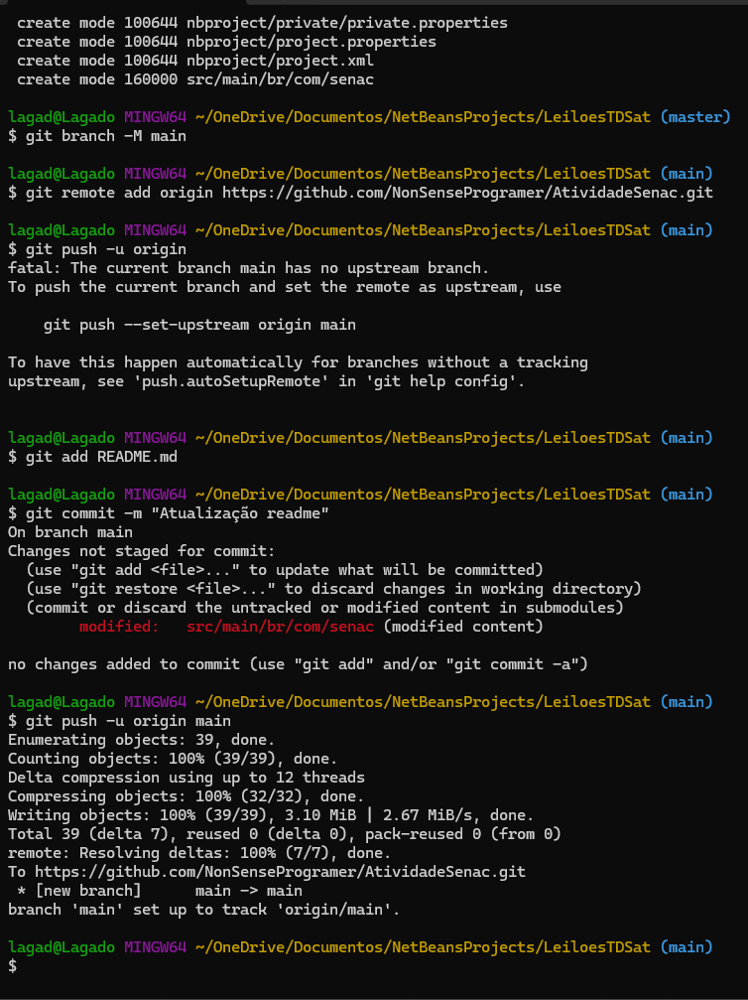 create mode 100644 nbproject/private/private.properties
create mode 100644 nbproject/project.properties
create mode 100644 nbproject/project.xml
create mode 160000 src/main/br/com/senac
lagad@Lagado MINGW64 ~/OneDrive/Documentos/NetBeansProjects/LeiloesTDSat (master)
$ git branch -M main
lagad@Lagado MINGW64 ~/OneDrive/Documentos/NetBeansProjects/LeiloesTDSat (main)
$ git remote add origin https://github.com/NonSenseProgramer/AtividadeSenac.git
lagad@Lagado MINGW64 ~/OneDrive/Documentos/NetBeansProjects/LeiloesTDSat (main)
$ git push -u origin
fatal: The current branch main has no upstream branch.
To push the current branch and set the remote as upstream, use
    git push --set-upstream origin main
To have this happen automatically for branches without a tracking
upstream, see 'push.autoSetupRemote' in 'git help config'.
lagad@Lagado MINGW64 ~/OneDrive/Documentos/NetBeansProjects/LeiloesTDSat (main)
$ git add README.md
lagad@Lagado MINGW64 ~/OneDrive/Documentos/NetBeansProjects/LeiloesTDSat (main)
$ git commit -m "Atualização readme"
On branch main
Changes not staged for commit:
  (use "git add <file>..." to update what will be committed)
  (use "git restore <file>..." to discard changes in working directory)
  (commit or discard the untracked or modified content in submodules)
        modified:   src/main/br/com/senac (modified content)
no changes added to commit (use "git add" and/or "git commit -a")
lagad@Lagado MINGW64 ~/OneDrive/Documentos/NetBeansProjects/LeiloesTDSat (main)
$ git push -u origin main
Enumerating objects: 39, done.
Counting objects: 100% (39/39), done.
Delta compression using up to 12 threads
Compressing objects: 100% (32/32), done.
Writing objects: 100% (39/39), 3.10 MiB | 2.67 MiB/s, done.
Total 39 (delta 7), reused 0 (delta 0), pack-reused 0 (from 0)
remote: Resolving deltas: 100% (7/7), done.
To https://github.com/NonSenseProgramer/AtividadeSenac.git
 * [new branch]      main -> main
branch 'main' set up to track 'origin/main'.
lagad@Lagado MINGW64 ~/OneDrive/Documentos/NetBeansProjects/LeiloesTDSat (main)
$